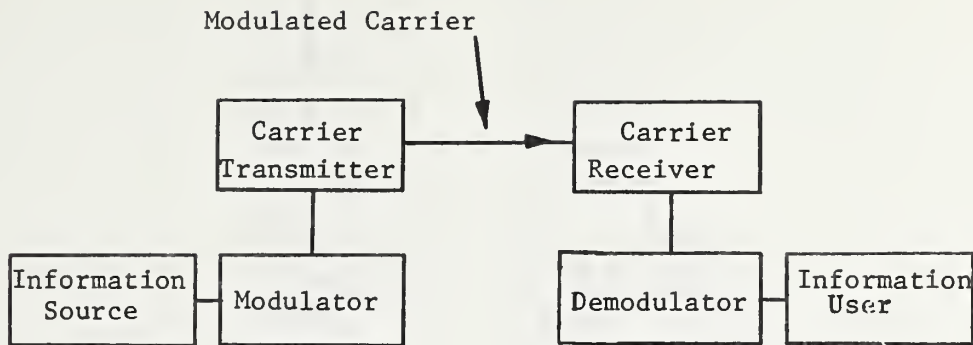 Modulated Carrier
Carrier
Transmitter
Carrier
Receiver
Information
Source
Modulator
Demodulator
Information
User